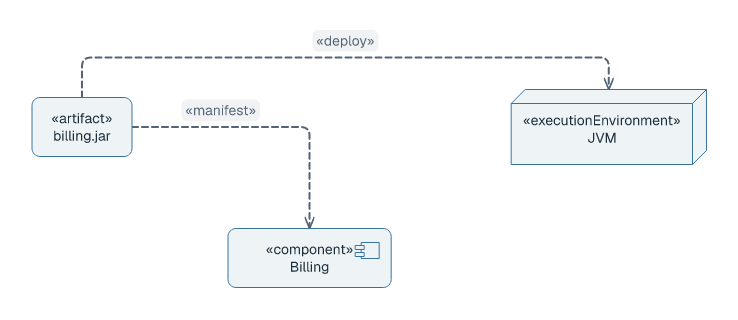 «deploy»
«manifest»
«artifact»
billing.jar
«executionEnvironment»
JVM
«component»
Billing